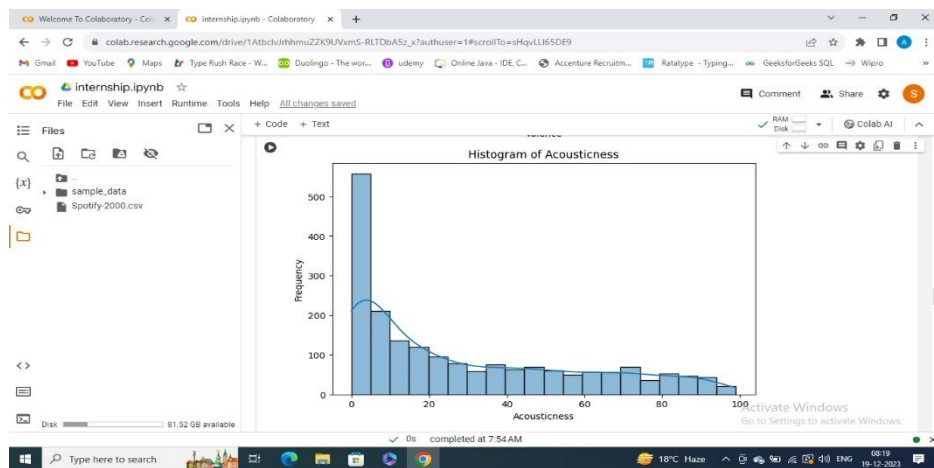 Welcome To Colaboratory - Col
internship.ipynb - Colaboratory
colab.research.google.com/drive/1AtbclvJrhhmuZZK9UVxmS-RLTDbA5z_x?authuser=1#scrollTo=sHqvLLI65DE9
Gmail YouTube Maps Type Rush Race - W... Duolingo - The wor... udemy Online Java - IDE, C... Accenture Recruitm... Ratatype - Typing... GeeksforGeeks SQL Wipro
internship.ipynb
Comment Share S
File Edit View Insert Runtime Tools Help All changes saved
Files
+ Code + Text
RAM
Disk
Colab AI
..
sample_data
Spotify-2000.csv
{x}
Valence
Histogram of Acousticness
500
400
300
200
100
0
Frequency
0 20 40 60 80 100
Acousticness
Activate Windows
Go to Settings to activate Windows.
Disk 81.52 GB available
0s completed at 7:54 AM
Type here to search
18°C Haze
ENG
08:19
19-12-2023